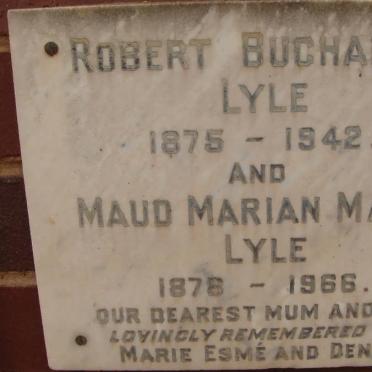 ROBERT BUCHA
LYLE
1875 - 1942.
AND
MAUD MARIAN MA
LYLE
1878 - 1966.
OUR DEAREST MUM AND
LOVINGLY REMEMBERED
MARIE ESMÉ AND DEN